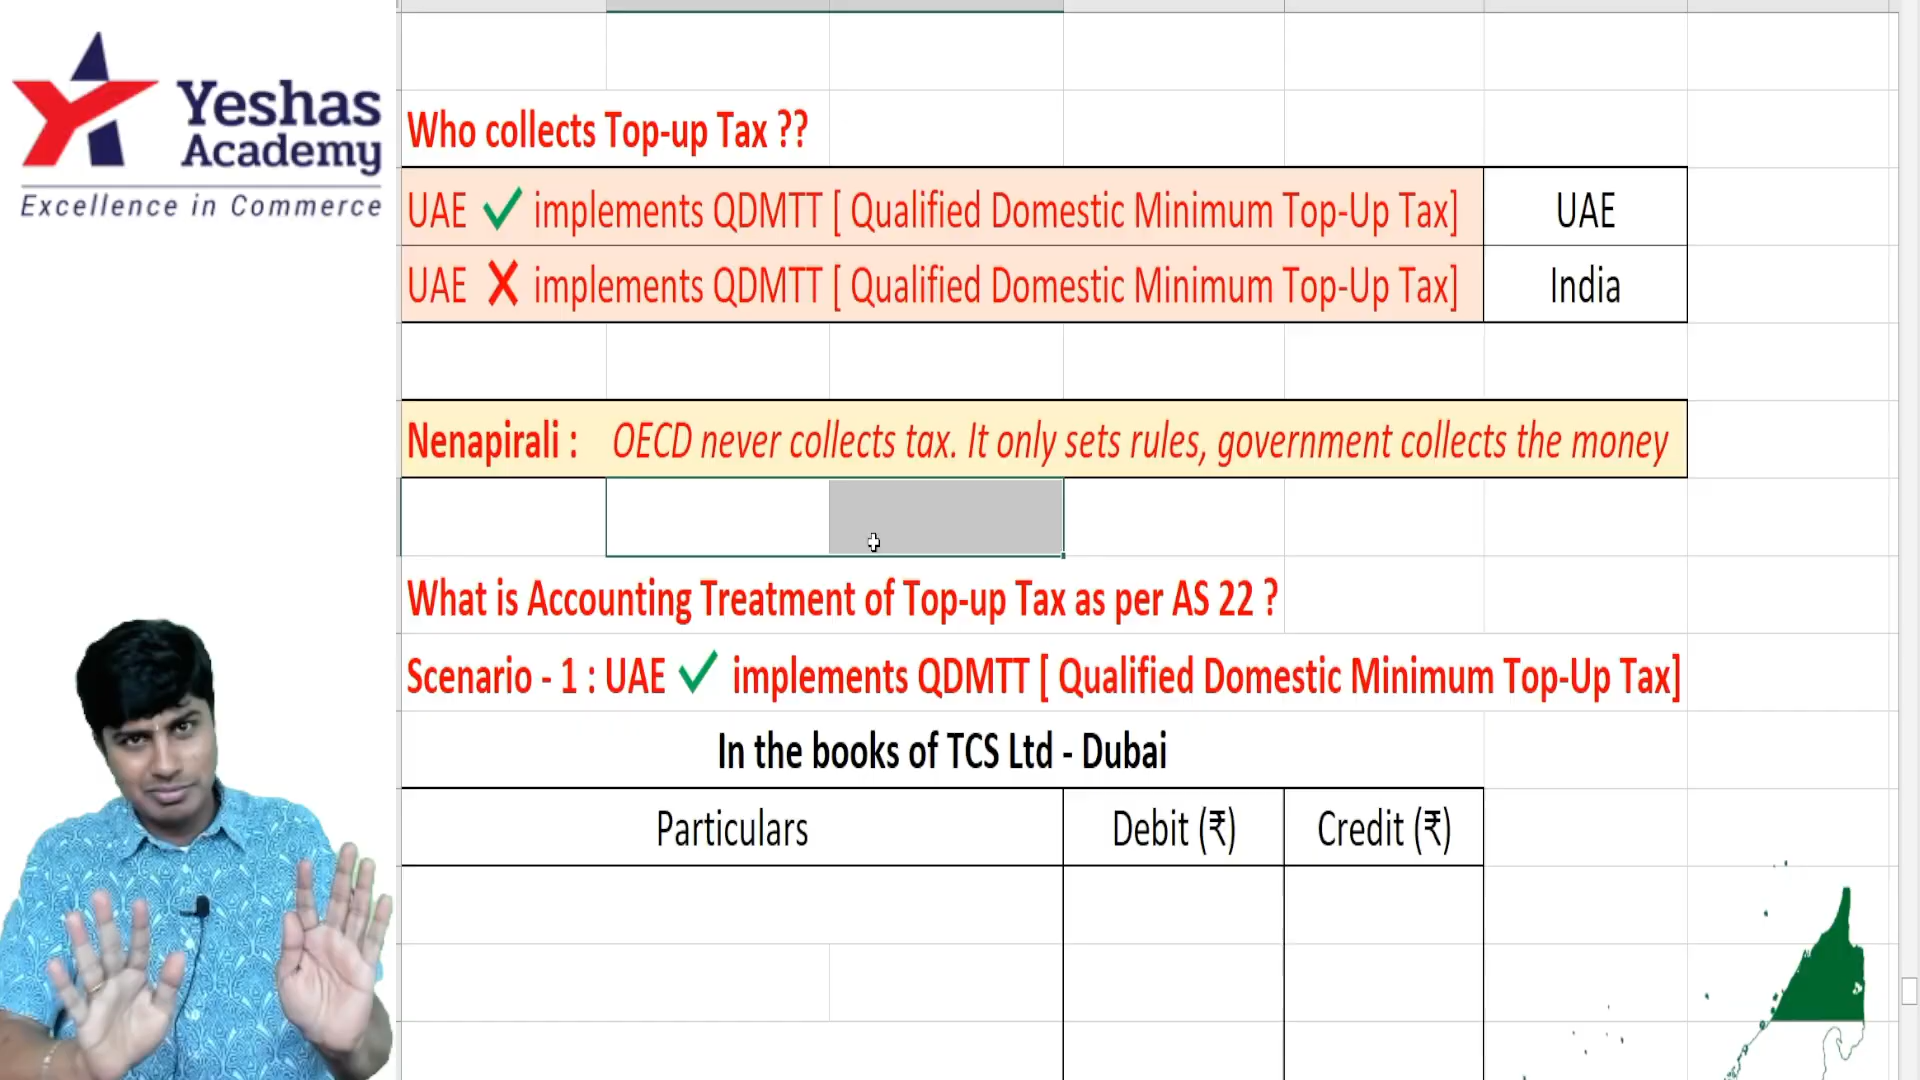 Yeshas
Academy
Excellence in Commerce
Who collects Top-up Tax ??
UAE ✓ implements QDMTT [ Qualified Domestic Minimum Top-Up Tax] UAE
UAE X implements QDMTT [ Qualified Domestic Minimum Top-Up Tax] India
Nenapirali : OECD never collects tax. It only sets rules, government collects the money
What is Accounting Treatment of Top-up Tax as per AS 22 ?
Scenario - 1 : UAE ✓ implements QDMTT [ Qualified Domestic Minimum Top-Up Tax]
In the books of TCS Ltd - Dubai
Particulars Debit (₹) Credit (₹)